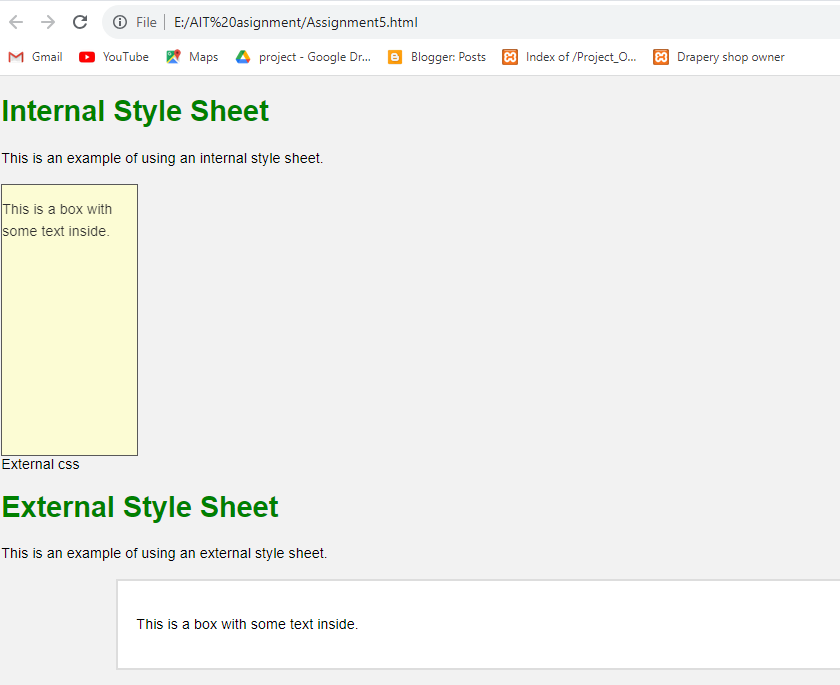 File | E:/AIT%20asignment/Assignment5.html
Gmail YouTube Maps project - Google Dr... Blogger: Posts Index of /Project_O... Drapery shop owner
Internal Style Sheet
This is an example of using an internal style sheet.
This is a box with
some text inside.
External css
External Style Sheet
This is an example of using an external style sheet.
This is a box with some text inside.